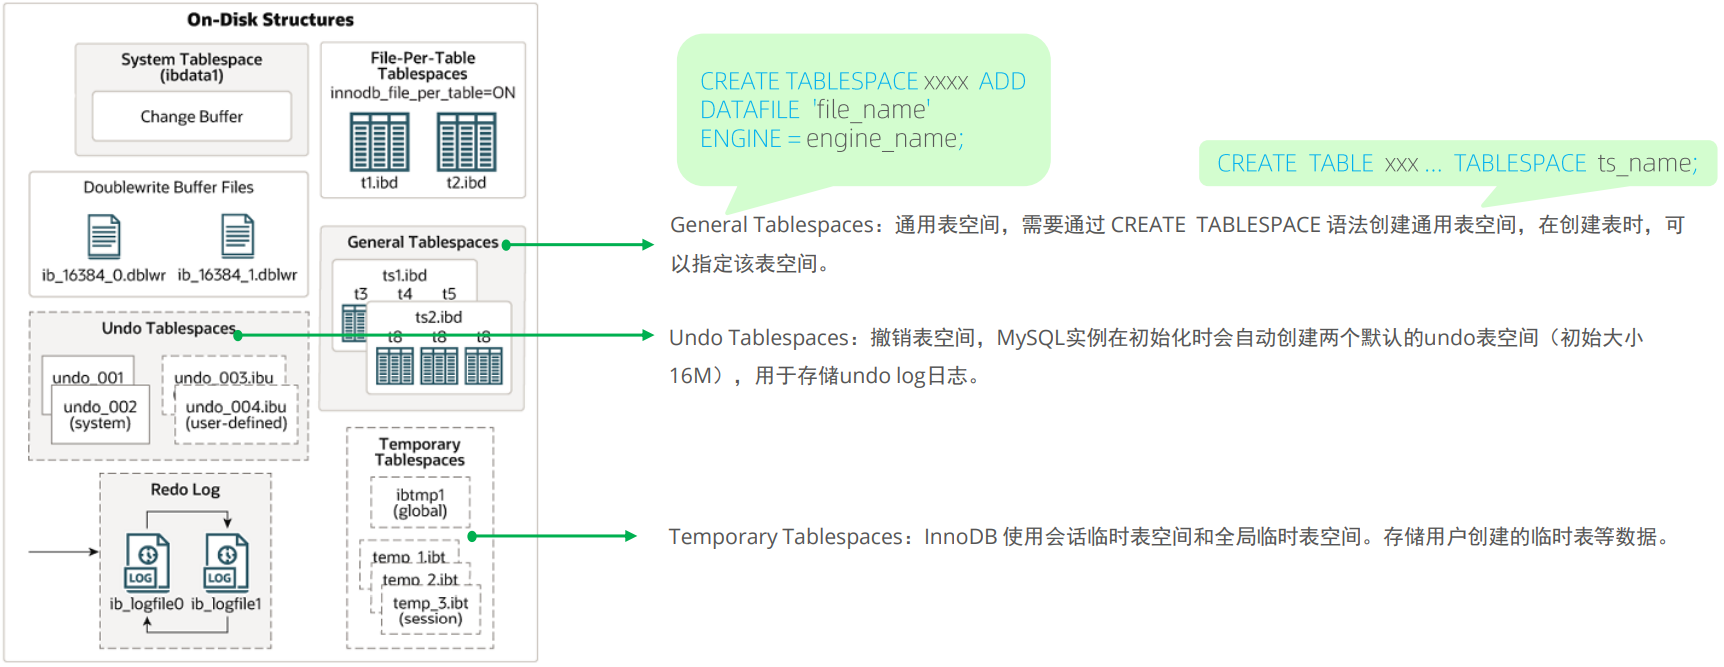 On-Disk Structures
System Tablespace
(ibdata1)
Change Buffer
File-Per-Table
Tablespaces
innodb_file_per_table=ON
t1.ibd
t2.ibd
Doublewrite Buffer Files
ib_16384_0.dblwr
ib_16384_1.dblwr
General Tablespaces
ts1.ibd
t3 t4 t5
ts2.ibd
t8 t8 t8
Undo Tablespaces
undo_001
undo_002
(system)
undo_003.ibu
undo_004.ibu
(user-defined)
Temporary
Tablespaces
ibtmp1
(global)
temp_1.ibt
temp_2.ibt
temp_3.ibt
(session)
Redo Log
LOG
LOG
ib_logfile0 ib_logfile1
CREATE TABLESPACE xxxx ADD
DATAFILE 'file_name'
ENGINE = engine_name;
CREATE TABLE xxx ... TABLESPACE ts_name;
General Tablespaces：通用表空间，需要通过 CREATE TABLESPACE 语法创建通用表空间，在创建表时，可
以指定该表空间。
Undo Tablespaces：撤销表空间，MySQL实例在初始化时会自动创建两个默认的undo表空间（初始大小
16M），用于存储undo log日志。
Temporary Tablespaces：InnoDB 使用会话临时表空间和全局临时表空间。存储用户创建的临时表等数据。